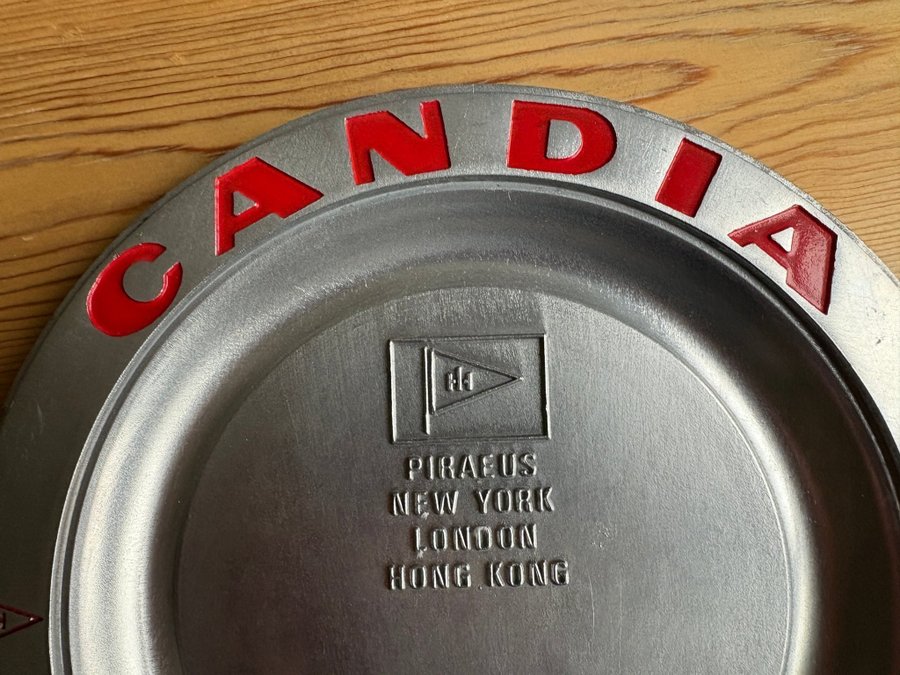 CANDIA
PIRAEUS
NEW YORK
LONDON
HONG KONG